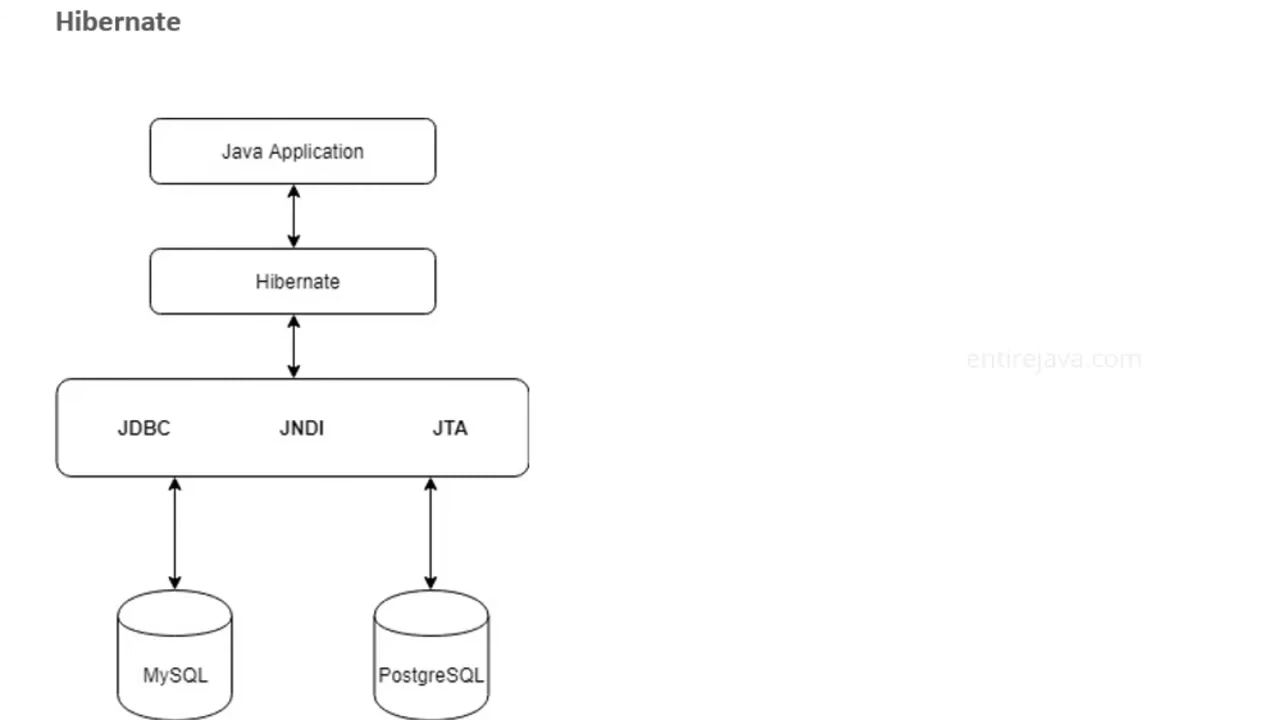 Hibernate
Java Application
Hibernate
entirejava.com
JDBC JNDI JTA
MySQL PostgreSQL